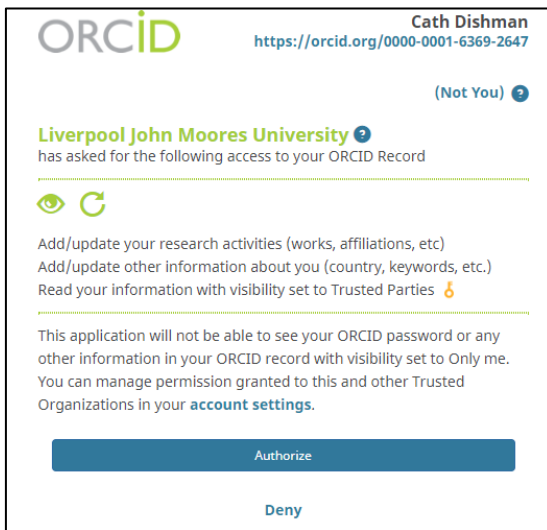 ORCiD
Cath Dishman
https://orcid.org/0000-0001-6369-2647
(Not You) ?
Liverpool John Moores University ?
has asked for the following access to your ORCID Record
Add/update your research activities (works, affiliations, etc)
Add/update other information about you (country, keywords, etc.)
Read your information with visibility set to Trusted Parties
This application will not be able to see your ORCID password or any
other information in your ORCID record with visibility set to Only me.
You can manage permission granted to this and other Trusted
Organizations in your account settings.
Authorize
Deny